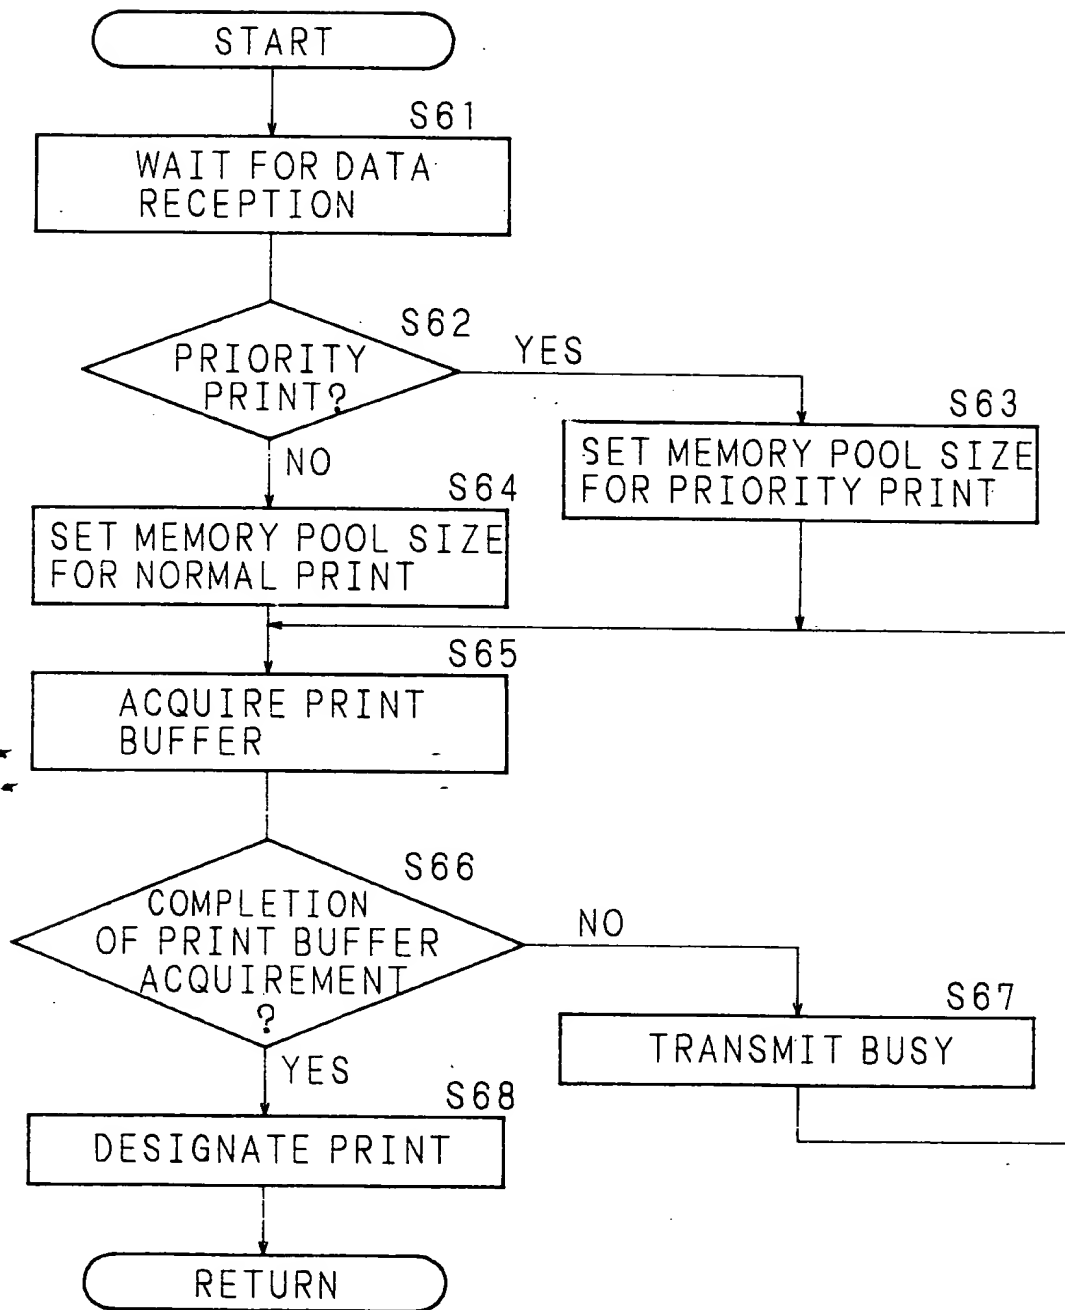 START
S61
WAIT FOR DATA
RECEPTION
S62
PRIORITY
PRINT?
YES
NO
S63
SET MEMORY POOL SIZE
FOR PRIORITY PRINT
S64
SET MEMORY POOL SIZE
FOR NORMAL PRINT
S65
ACQUIRE PRINT
BUFFER
S66
COMPLETION
OF PRINT BUFFER
ACQUIREMENT
?
NO
YES
S67
TRANSMIT BUSY
S68
DESIGNATE PRINT
RETURN